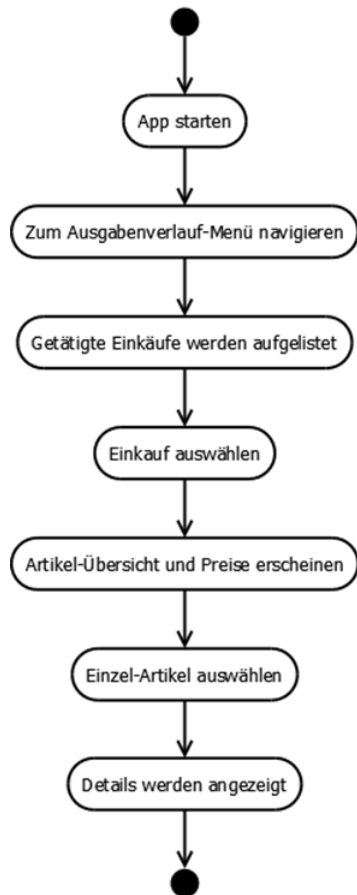 App starten
Zum Ausgabenverlauf-Menü navigieren
Getätigte Einkäufe werden aufgelistet
Einkauf auswählen
Artikel-Übersicht und Preise erscheinen
Einzel-Artikel auswählen
Details werden angezeigt